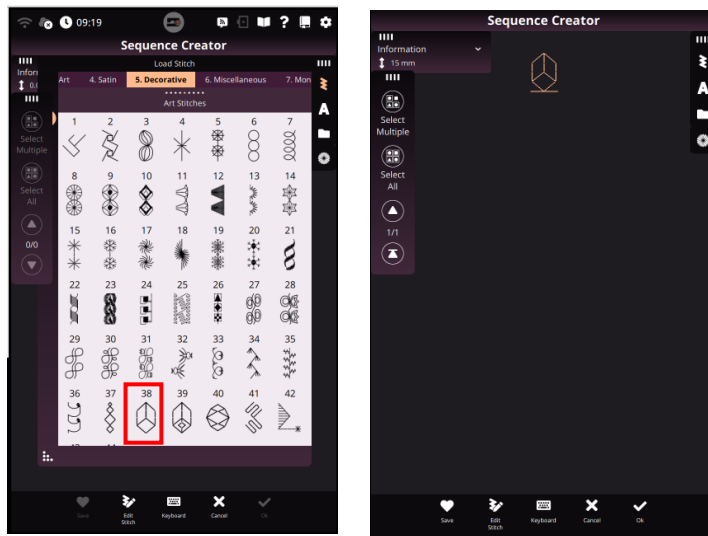 09:19
?
Sequence Creator
Load Stitch
Inforr
0.0
Art 4. Satin 5. Decorative 6. Miscellaneous 7. Mon
Art Stitches
Select
Multiple
Select
All
0/0
A
1 2 3 4 5 6 7
8 9 10 11 12 13 14
15 16 17 18 19 20 21
22 23 24 25 26 27 28
29 30 31 32 33 34 35
36 37 38 39 40 41 42
Save Edit Stitch Keyboard Cancel Ok
Sequence Creator
Information
15 mm
Select
Multiple
Select
All
1/1
A
Save Edit Stitch Keyboard Cancel Ok